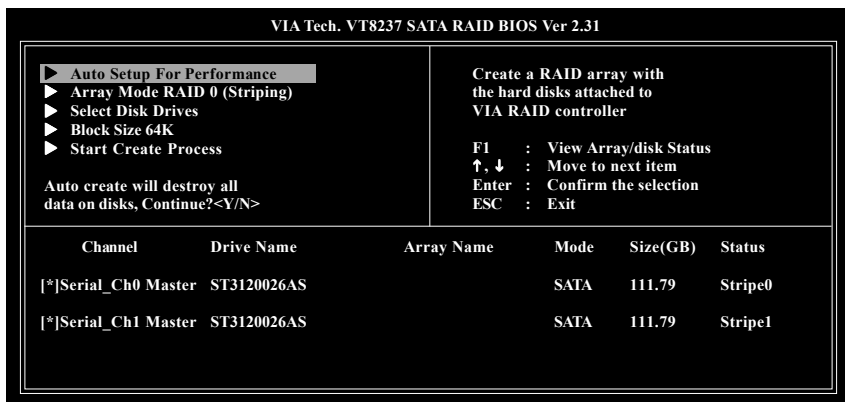 VIA Tech. VT8237 SATA RAID BIOS Ver 2.31
Auto Setup For Performance
Array Mode RAID 0 (Striping)
Select Disk Drives
Block Size 64K
Start Create Process
Auto create will destroy all
data on disks, Continue?<Y/N>
Create a RAID array with
the hard disks attached to
VIA RAID controller
F1 : View Array/disk Status
↑, ↓ : Move to next item
Enter : Confirm the selection
ESC : Exit
Channel Drive Name Array Name Mode Size(GB) Status
[*]Serial_Ch0 Master ST3120026AS SATA 111.79 Stripe0
[*]Serial_Ch1 Master ST3120026AS SATA 111.79 Stripe1